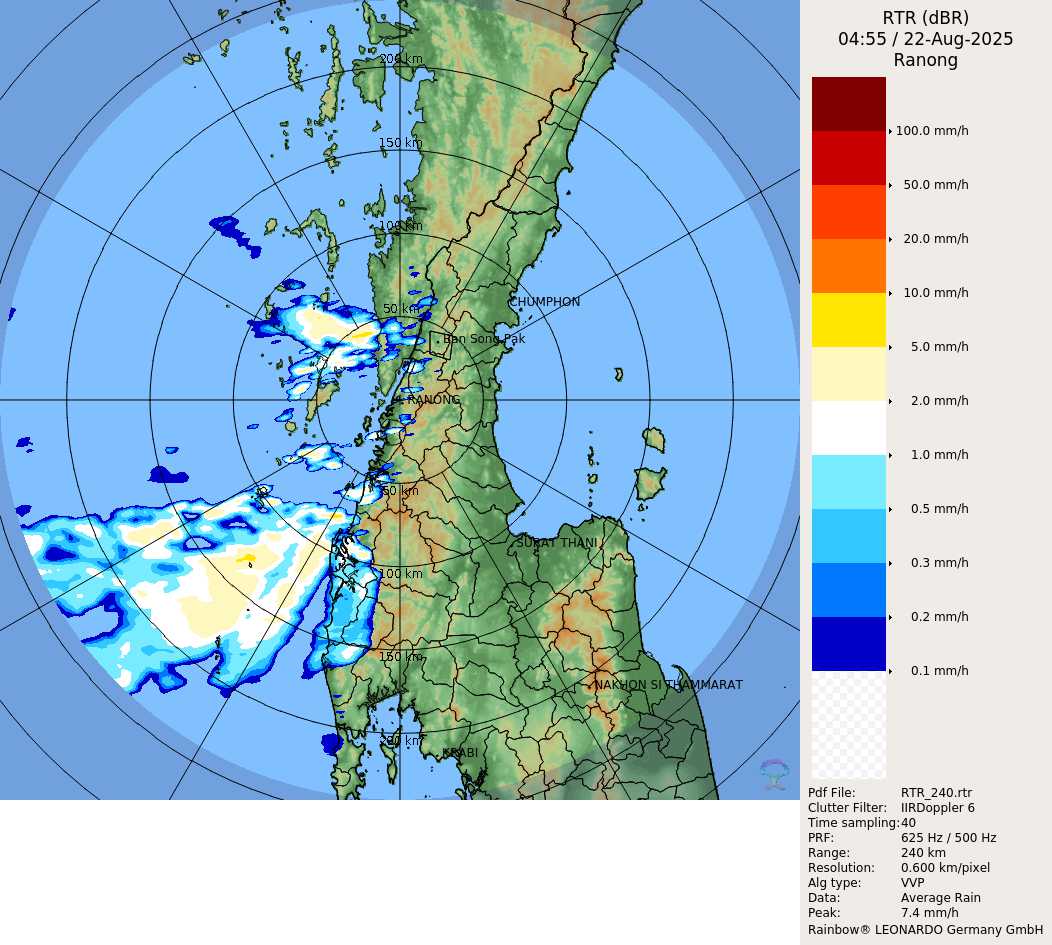 RTR (dBR)
04:55 / 22-Aug-2025
Ranong
100.0 mm/h
50.0 mm/h
20.0 mm/h
10.0 mm/h
5.0 mm/h
2.0 mm/h
1.0 mm/h
0.5 mm/h
0.3 mm/h
0.2 mm/h
0.1 mm/h
200 km
150 km
100 km
CHUMPHON
50 km
Ban Song Pak
RANONG
50 km
SURAT THANI
100 km
150 km
NAKHON SI THAMMARAT
200 km
KRABI
Pdf File: RTR_240.rtr
Clutter Filter: IIRDoppler 6
Time sampling: 40
PRF: 625 Hz / 500 Hz
Range: 240 km
Resolution: 0.600 km/pixel
Alg type: VVP
Data: Average Rain
Peak: 7.4 mm/h
Rainbow® LEONARDO Germany GmbH